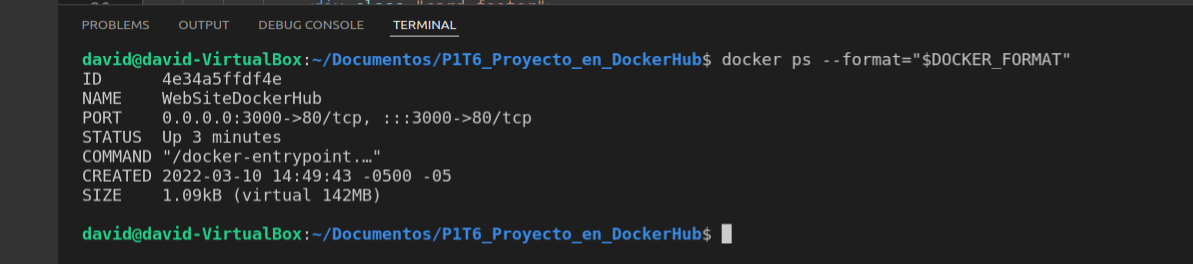 PROBLEMS OUTPUT DEBUG CONSOLE TERMINAL
david@david-VirtualBox:~/Documentos/P1T6_Proyecto_en_DockerHub$ docker ps --format="$DOCKER_FORMAT"
ID 4e34a5ffdf4e
NAME WebSiteDockerHub
PORT 0.0.0.0:3000->80/tcp, :::3000->80/tcp
STATUS Up 3 minutes
COMMAND "/docker-entrypoint.…"
CREATED 2022-03-10 14:49:43 -0500 -05
SIZE 1.09kB (virtual 142MB)
david@david-VirtualBox:~/Documentos/P1T6_Proyecto_en_DockerHub$